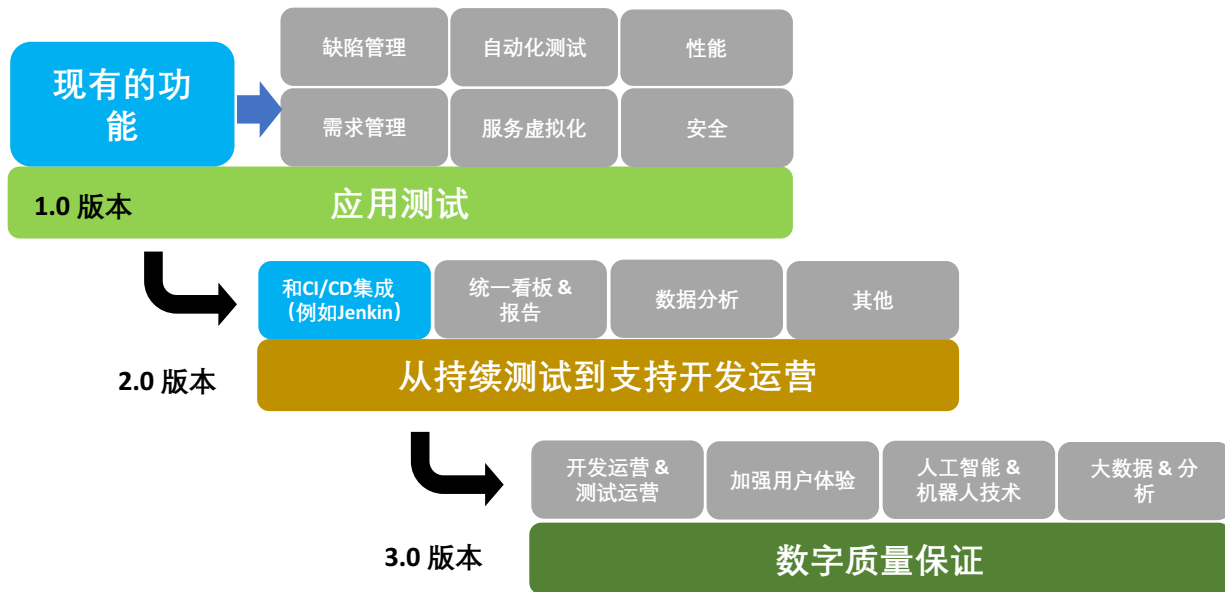 缺陷管理
自动化测试
性能
现有的功
能
需求管理
服务虚拟化
安全
1.0 版本
应用测试
和CI/CD集成
（例如Jenkin）
统一看板 &
报告
数据分析
其他
2.0 版本
从持续测试到支持开发运营
开发运营 &
测试运营
加强用户体验
人工智能 &
机器人技术
大数据 & 分
析
3.0 版本
数字质量保证